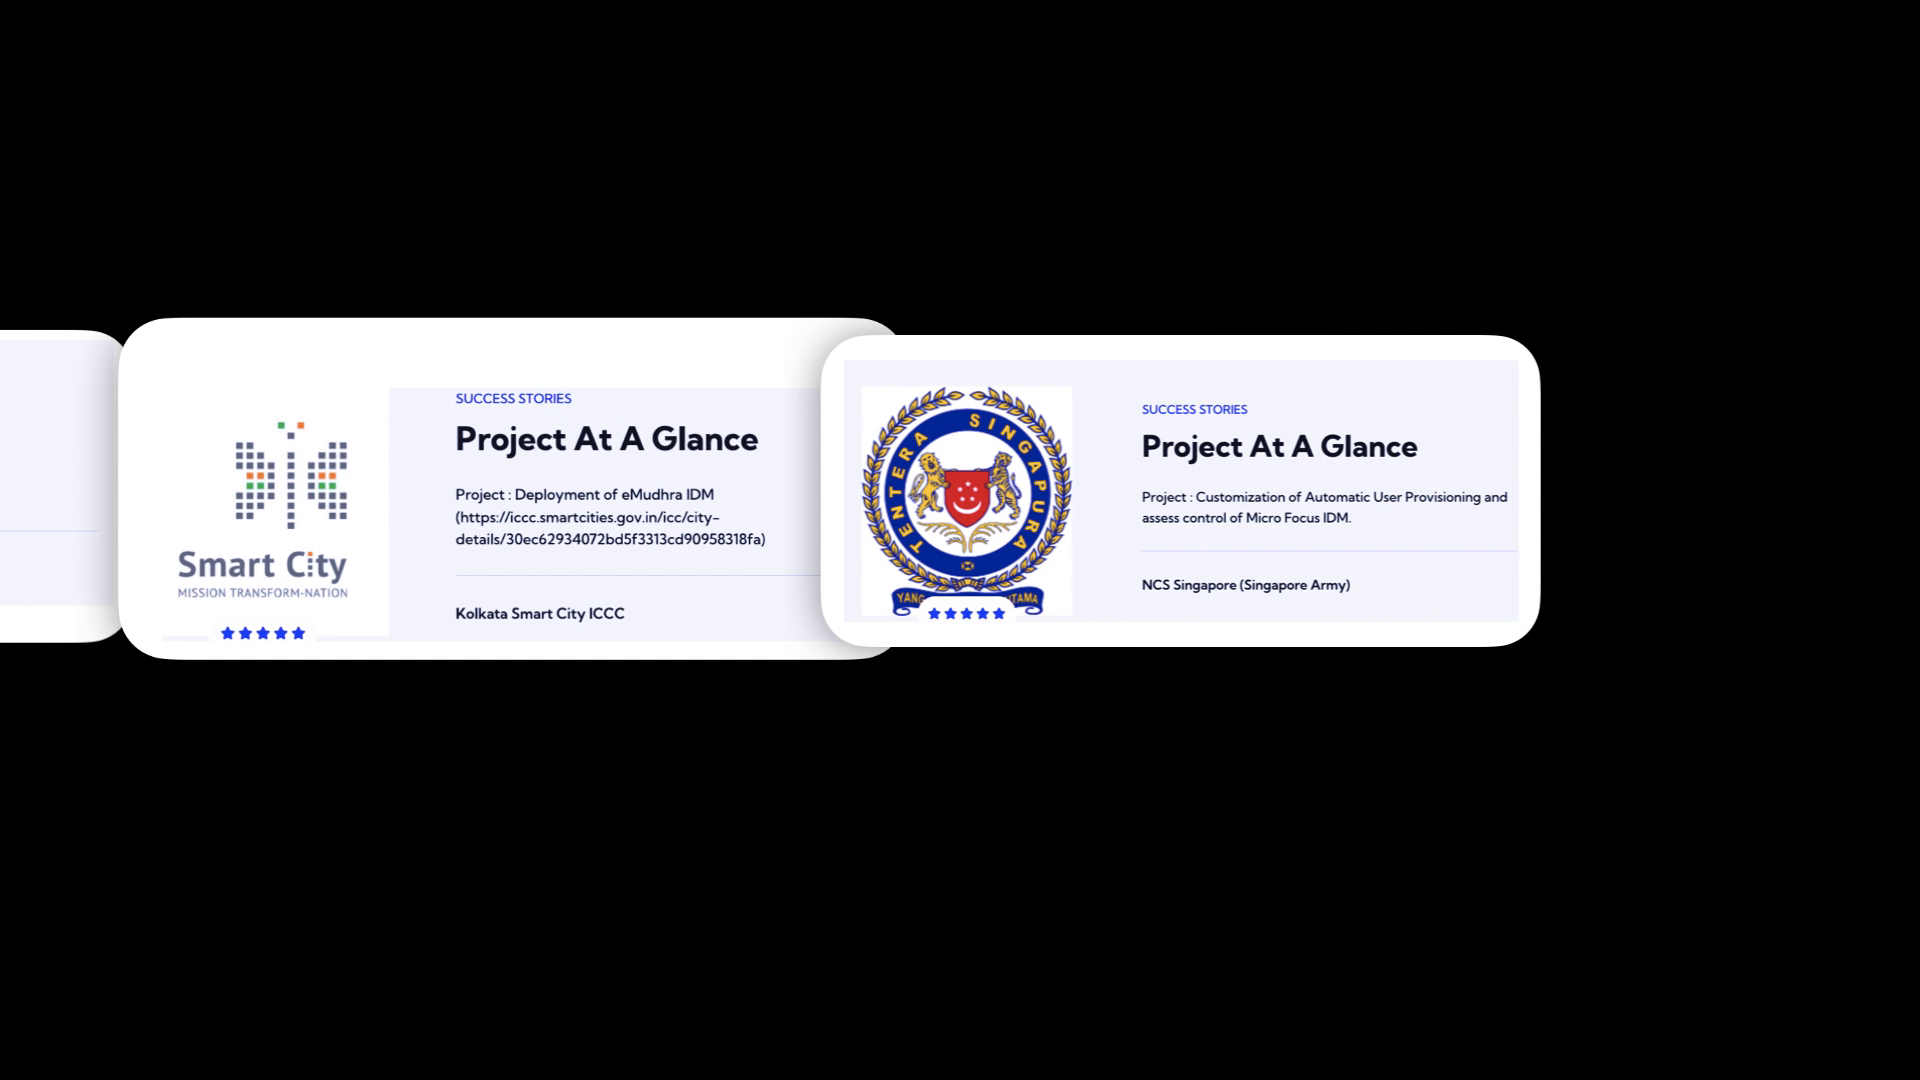 SUCCESS STORIES
Project At A Glance
Project : Deployment of eMudhra IDM
(https://iccc.smartcities.gov.in/icc/city-
details/30ec62934072bd5f3313cd90958318fa)
Kolkata Smart City ICCC
Smart City
MISSION TRANSFORM-NATION
TENTERA SINGAPURA
YANG
UTAMA
SUCCESS STORIES
Project At A Glance
Project : Customization of Automatic User Provisioning and
assess control of Micro Focus IDM.
NCS Singapore (Singapore Army)